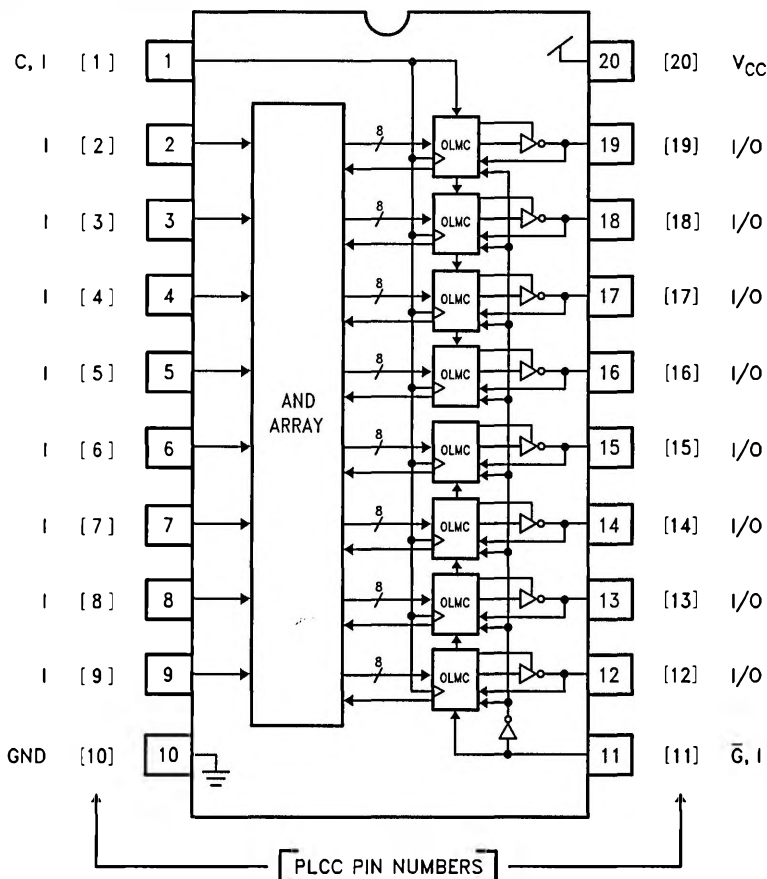 C, I [1] 1 20 [20] VCC
I [2] 2 8 OLMC 19 [19] I/O
I [3] 3 8 OLMC 18 [18] I/O
I [4] 4 8 OLMC 17 [17] I/O
I [5] 5 8 OLMC 16 [16] I/O
AND
ARRAY
I [6] 6 8 OLMC 15 [15] I/O
I [7] 7 8 OLMC 14 [14] I/O
I [8] 8 8 OLMC 13 [13] I/O
I [9] 9 8 OLMC 12 [12] I/O
GND [10] 10 11 [11] G̅, I
PLCC PIN NUMBERS